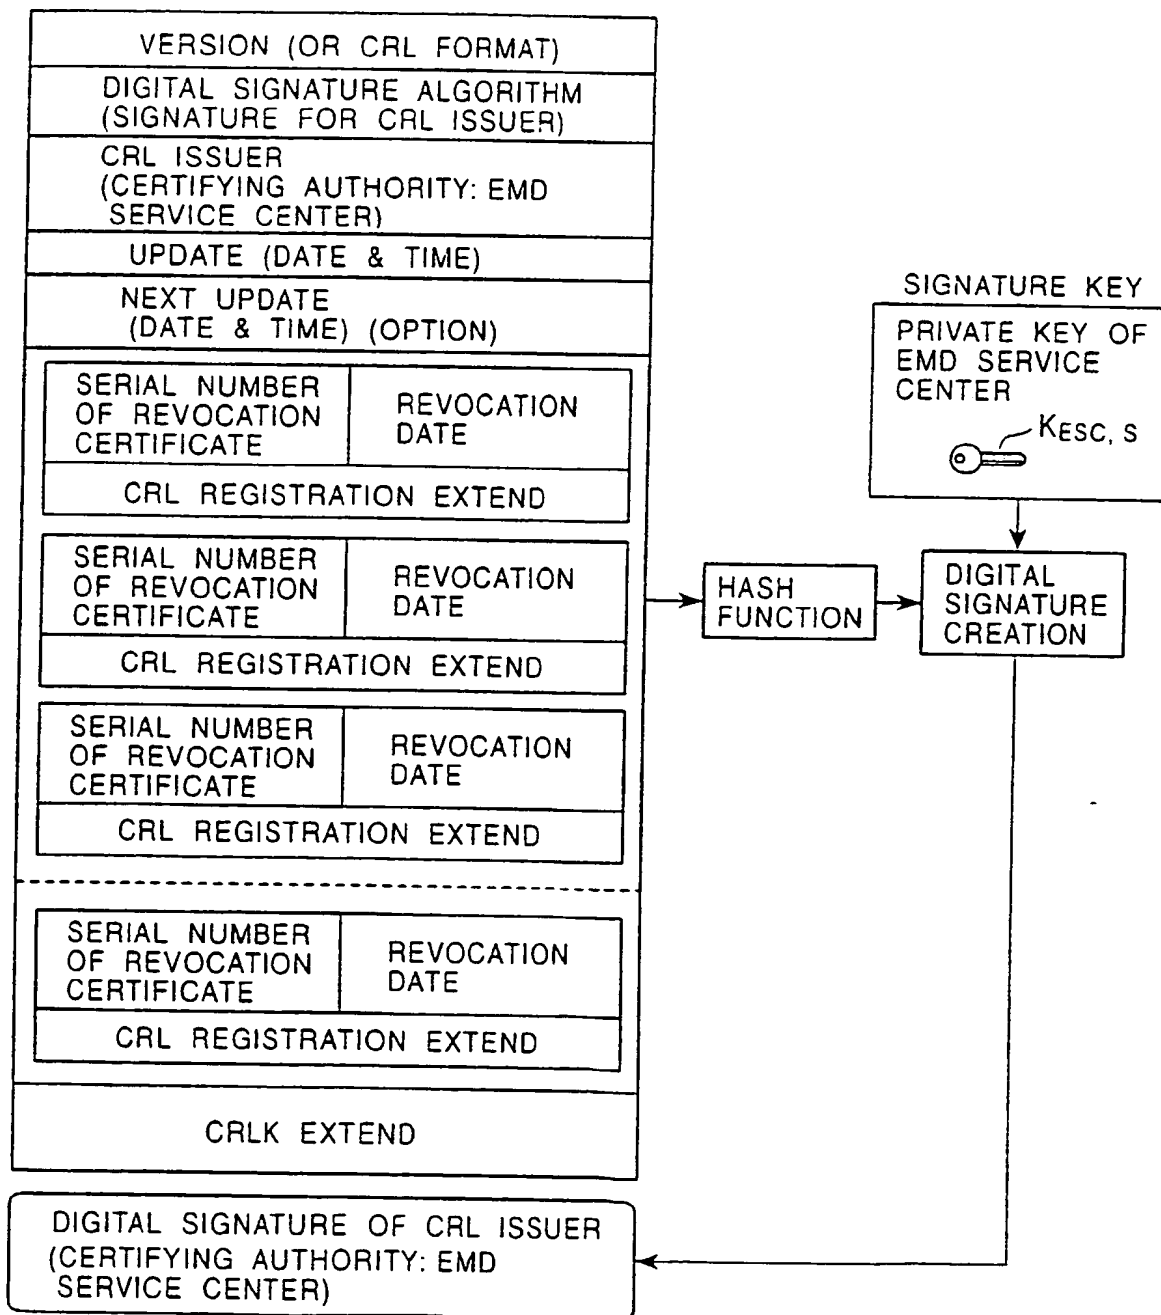 VERSION (OR CRL FORMAT)
DIGITAL SIGNATURE ALGORITHM
(SIGNATURE FOR CRL ISSUER)
CRL ISSUER
(CERTIFYING AUTHORITY: EMD
SERVICE CENTER)
UPDATE (DATE & TIME)
NEXT UPDATE
(DATE & TIME) (OPTION)
SERIAL NUMBER
OF REVOCATION
CERTIFICATE
REVOCATION
DATE
CRL REGISTRATION EXTEND
SERIAL NUMBER
OF REVOCATION
CERTIFICATE
REVOCATION
DATE
CRL REGISTRATION EXTEND
SERIAL NUMBER
OF REVOCATION
CERTIFICATE
REVOCATION
DATE
CRL REGISTRATION EXTEND
SERIAL NUMBER
OF REVOCATION
CERTIFICATE
REVOCATION
DATE
CRL REGISTRATION EXTEND
CRLK EXTEND
HASH
FUNCTION
SIGNATURE KEY
PRIVATE KEY OF
EMD SERVICE
CENTER
KESC, S
DIGITAL
SIGNATURE
CREATION
DIGITAL SIGNATURE OF CRL ISSUER
(CERTIFYING AUTHORITY: EMD
SERVICE CENTER)